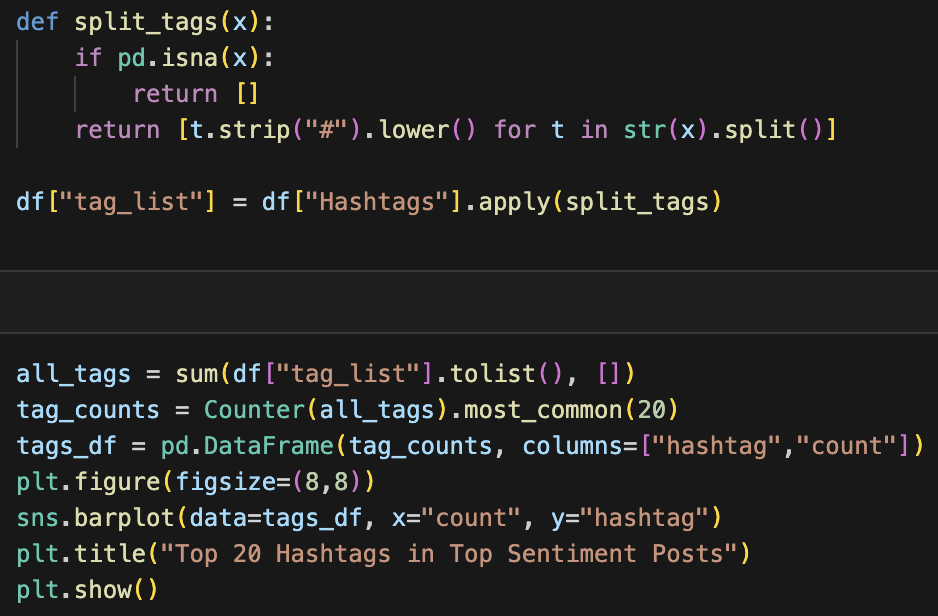 def split_tags(x):
    if pd.isna(x):
        return []
    return [t.strip("#").lower() for t in str(x).split()]
df["tag_list"] = df["Hashtags"].apply(split_tags)
all_tags = sum(df["tag_list"].tolist(), [])
tag_counts = Counter(all_tags).most_common(20)
tags_df = pd.DataFrame(tag_counts, columns=["hashtag","count"])
plt.figure(figsize=(8,8))
sns.barplot(data=tags_df, x="count", y="hashtag")
plt.title("Top 20 Hashtags in Top Sentiment Posts")
plt.show()